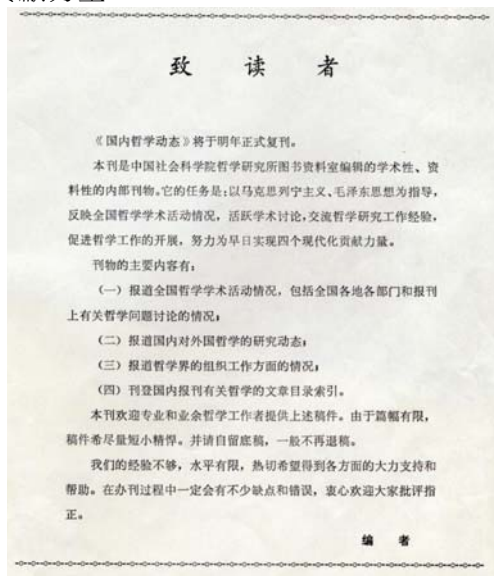 致 读 者
《国内哲学动态》将于明年正式复刊。
本刊是中国社会科学院哲学研究所图书资料室编辑的学术性、资
料性的内部刊物。它的任务是：以马克思列宁主义、毛泽东思想为指导，
反映全国哲学学术活动情况，活跃学术讨论，交流哲学研究工作经验，
促进哲学工作的开展，努力为早日实现四个现代化贡献力量。
刊物的主要内容有：
（一）报道全国哲学学术活动情况，包括全国各地各部门和报刊
上有关哲学问题讨论的情况；
（二）报道国内对外国哲学的研究动态；
（三）报道哲学界的组织工作方面的情况；
（四）刊登国内报刊有关哲学的文章目录索引。
本刊欢迎专业和业余哲学工作者提供上述稿件。由于篇幅有限，
稿件希尽量短小精悍。并请自留底稿，一般不再退稿。
我们的经验不够，水平有限，热切希望得到各方面的大力支持和
帮助。在办刊过程中一定会有不少缺点和错误，衷心欢迎大家批评指
正。
编 者